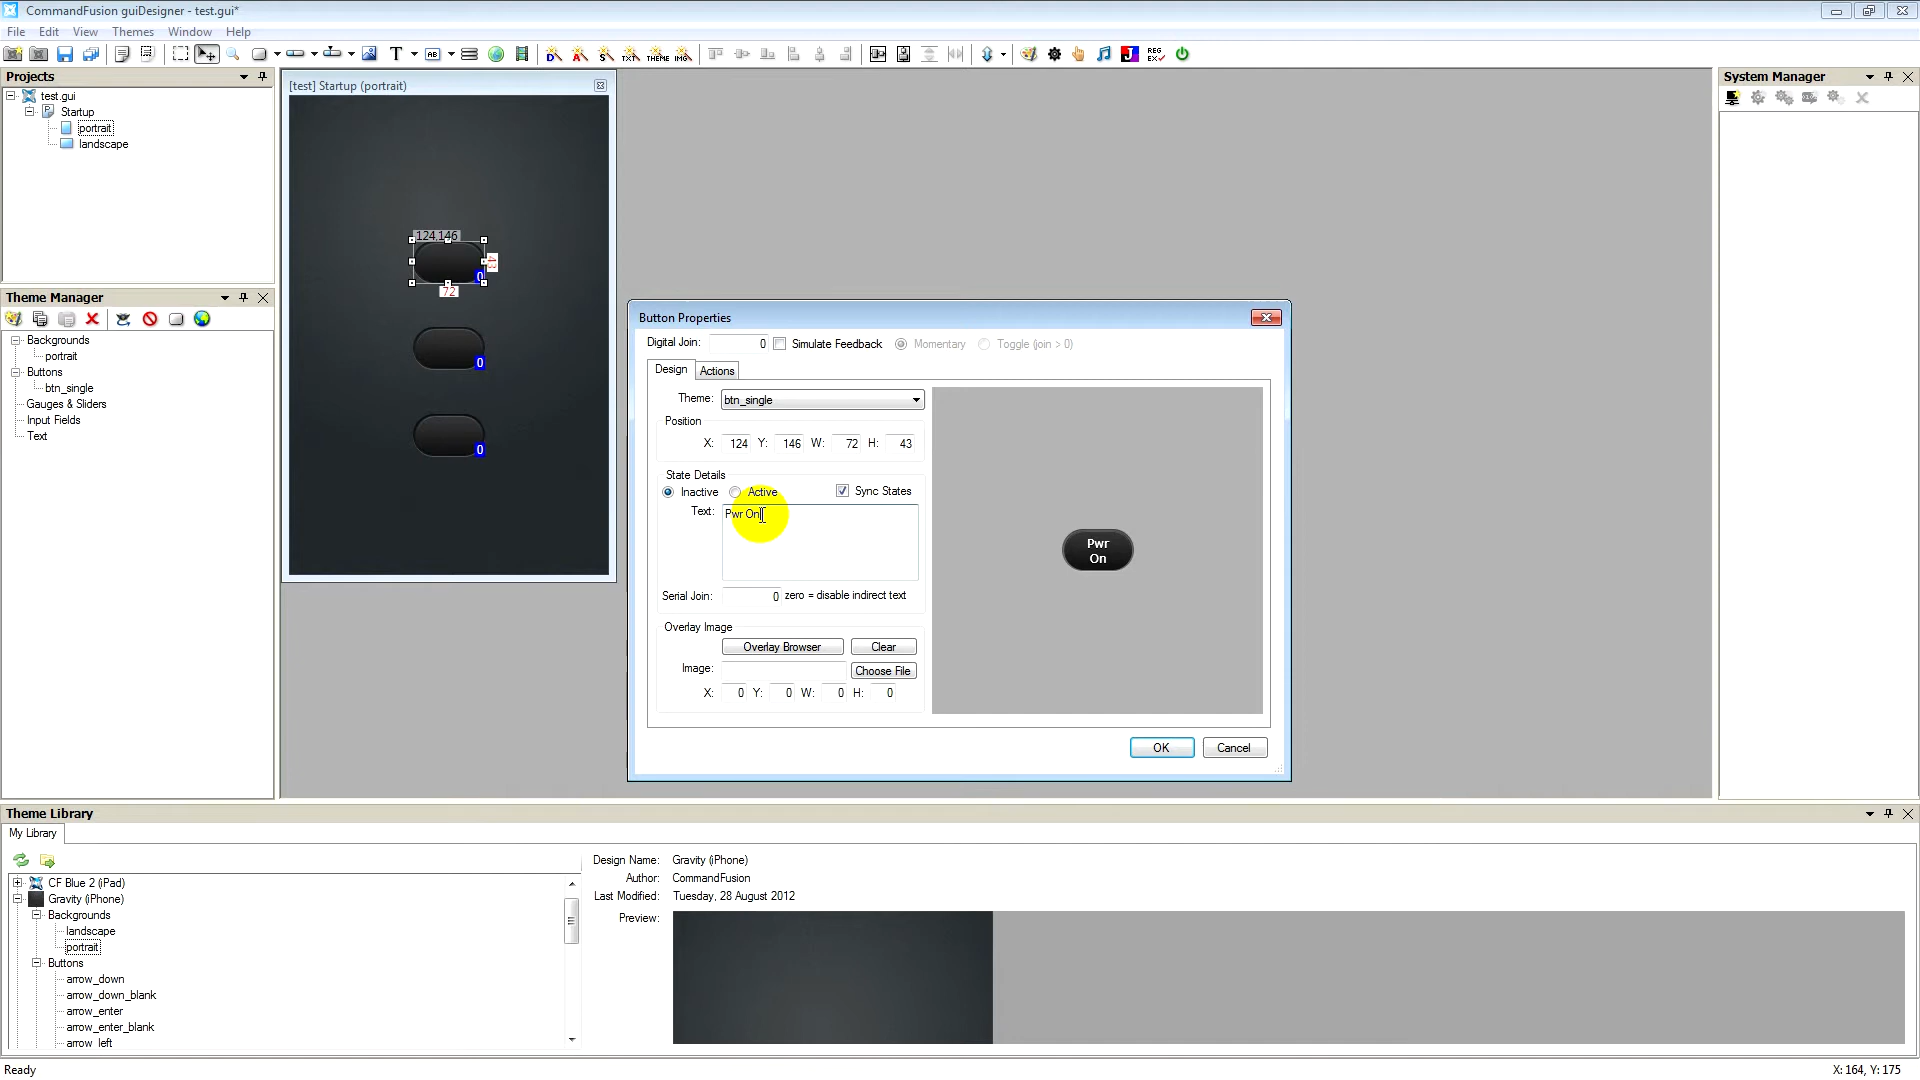 CommandFusion guiDesigner - test.gui*
File Edit View Themes Window Help
Projects
test.gui
Startup
portrait
landscape
Theme Manager
Backgrounds
portrait
Buttons
btn_single
Gauges & Sliders
Input Fields
Text
[test] Startup (portrait)
124,146
0
43
72
0
0
Button Properties
Digital Join: 0 Simulate Feedback Momentary Toggle (join > 0)
Design Actions
Theme: btn_single
Position
X: 124 Y: 146 W: 72 H: 43
State Details
Inactive Active Sync States
Text: Pwr On
Serial Join: 0 zero = disable indirect text
Overlay Image
Overlay Browser Clear
Image: Choose File
X: 0 Y: 0 W: 0 H: 0
Pwr
On
OK Cancel
System Manager
Theme Library
My Library
CF Blue 2 (iPad)
Gravity (iPhone)
Backgrounds
landscape
portrait
Buttons
arrow_down
arrow_down_blank
arrow_enter
arrow_enter_blank
arrow_left
Design Name: Gravity (iPhone)
Author: CommandFusion
Last Modified: Tuesday, 28 August 2012
Preview:
Ready
X: 164, Y: 175